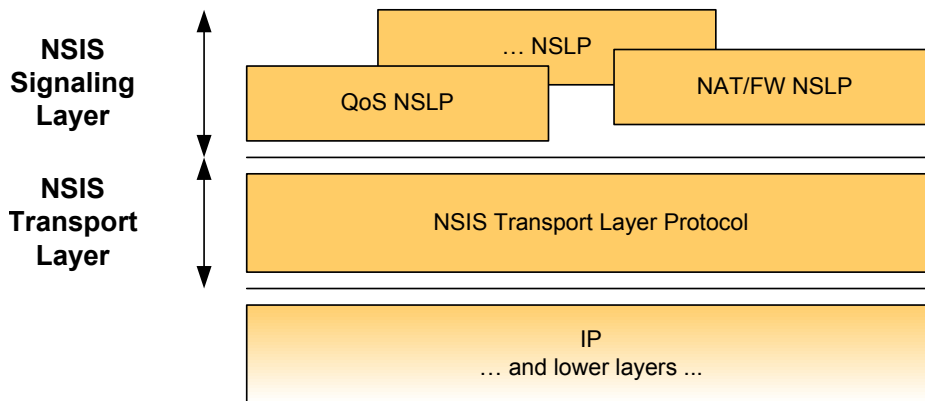 NSIS
Signaling
Layer
… NSLP
QoS NSLP
NAT/FW NSLP
NSIS
Transport
Layer
NSIS Transport Layer Protocol
IP
… and lower layers ...